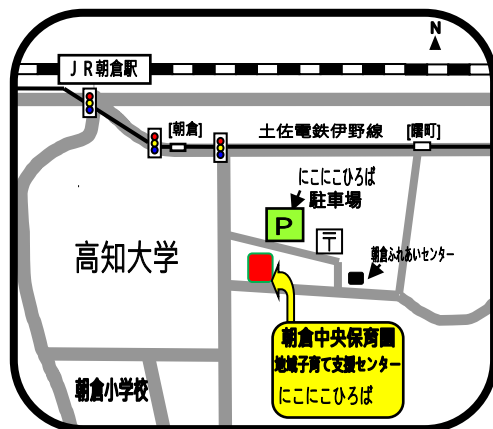 N
JR朝倉駅
[朝倉]
土佐電鉄伊野線
[曙町]
にこにこひろば
駐車場
P
〒
高知大学
朝倉ふれあいセンター
朝倉中央保育園
地域子育て支援センター
にこにこひろば
朝倉小学校